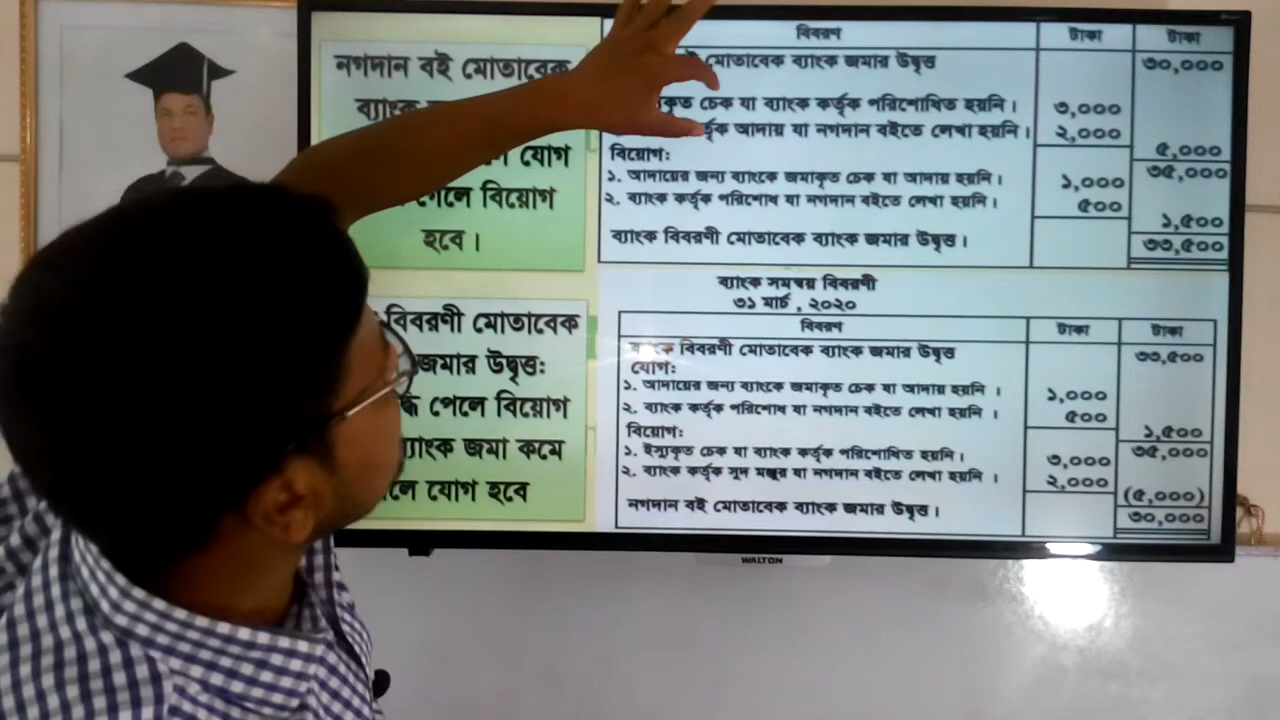 নগদান বই মোতাবেক
ব্যাংক
যোগ
গেলে বিয়োগ
হবে।
বিবরণ টাকা টাকা
মোতাবেক ব্যাংক জমার উদ্বৃত্ত ৩০,০০০
কৃত চেক যা ব্যাংক কর্তৃক পরিশোধিত হয়নি। ৩,০০০
র্তৃক আদায় যা নগদান বইতে লেখা হয়নি। ২,০০০
৫,০০০
বিয়োগ:
৩৫,০০০
১. আদায়ের জন্য ব্যাংকে জমাকৃত চেক যা আদায় হয়নি। ১,০০০
২. ব্যাংক কর্তৃক পরিশোধ যা নগদান বইতে লেখা হয়নি। ৫০০
১,৫০০
ব্যাংক বিবরণী মোতাবেক ব্যাংক জমার উদ্বৃত্ত। ৩৩,৫০০
বিবরণী মোতাবেক
জমার উদ্বৃত্ত:
দ্ধি পেলে বিয়োগ
ব্যাংক জমা কমে
লে যোগ হবে
ব্যাংক সমন্বয় বিবরণী
৩১ মার্চ , ২০২০
বিবরণ টাকা টাকা
ব্যাংক বিবরণী মোতাবেক ব্যাংক জমার উদ্বৃত্ত ৩৩,৫০০
যোগ:
১. আদায়ের জন্য ব্যাংকে জমাকৃত চেক যা আদায় হয়নি । ১,০০০
২. ব্যাংক কর্তৃক পরিশোধ যা নগদান বইতে লেখা হয়নি । ৫০০
১,৫০০
বিয়োগ:
৩৫,০০০
১. ইস্যুকৃত চেক যা ব্যাংক কর্তৃক পরিশোধিত হয়নি। ৩,০০০
২. ব্যাংক কর্তৃক সুদ মঞ্জুর যা নগদান বইতে লেখা হয়নি । ২,০০০
(৫,০০০)
নগদান বই মোতাবেক ব্যাংক জমার উদ্বৃত্ত। ৩০,০০০
WALTON